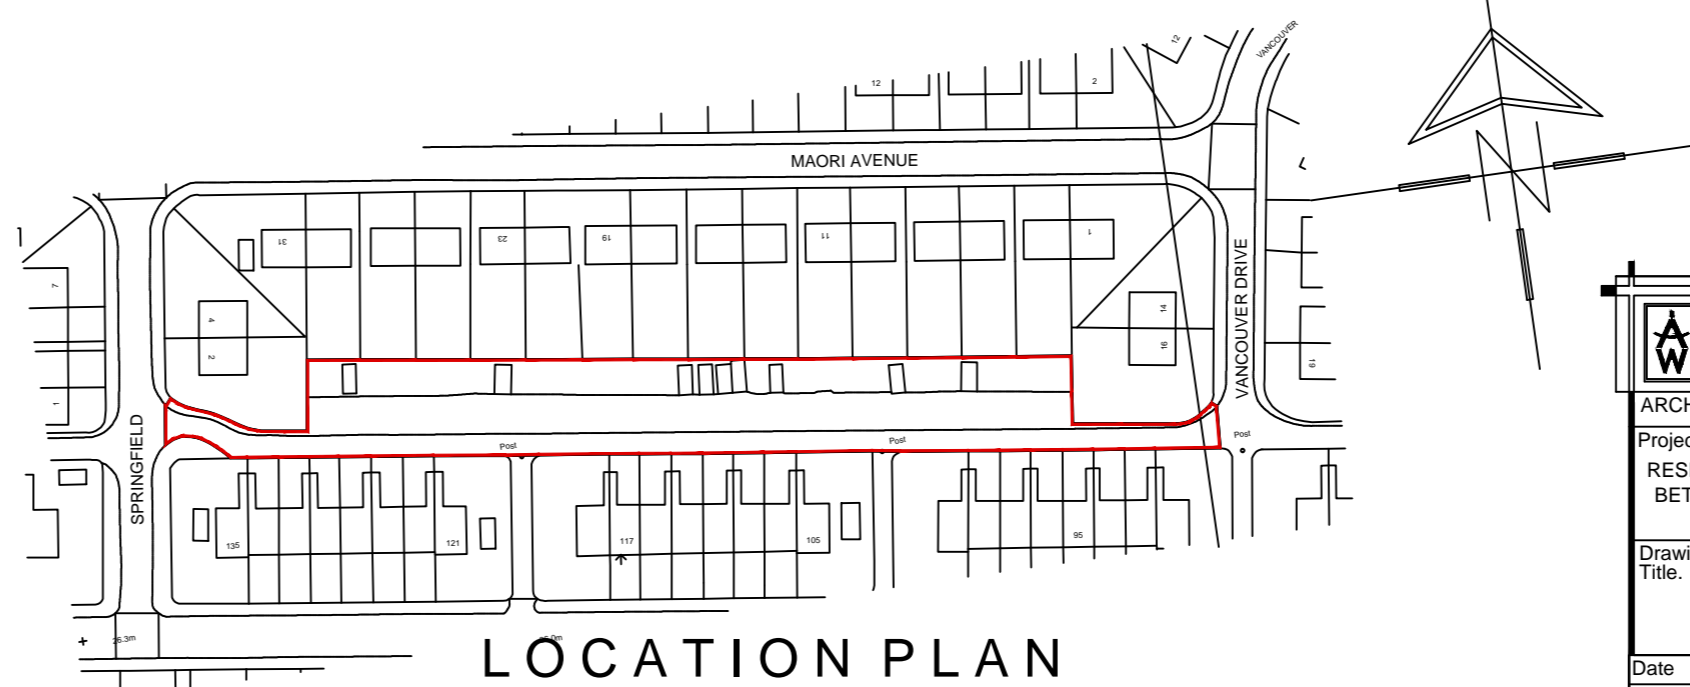 VANCOUVER
12
12
2
MAORI AVENUE
N
31
23
19
11
1
7
4
2
14
16
VANCOUVER DRIVE
19
1
SPRINGFIELD
Post
Post
Post
135
121
117
105
95
26.3m
LOCATION PLAN
A
W
ARCH
Projec
RES
BET
Drawi
Title.
Date